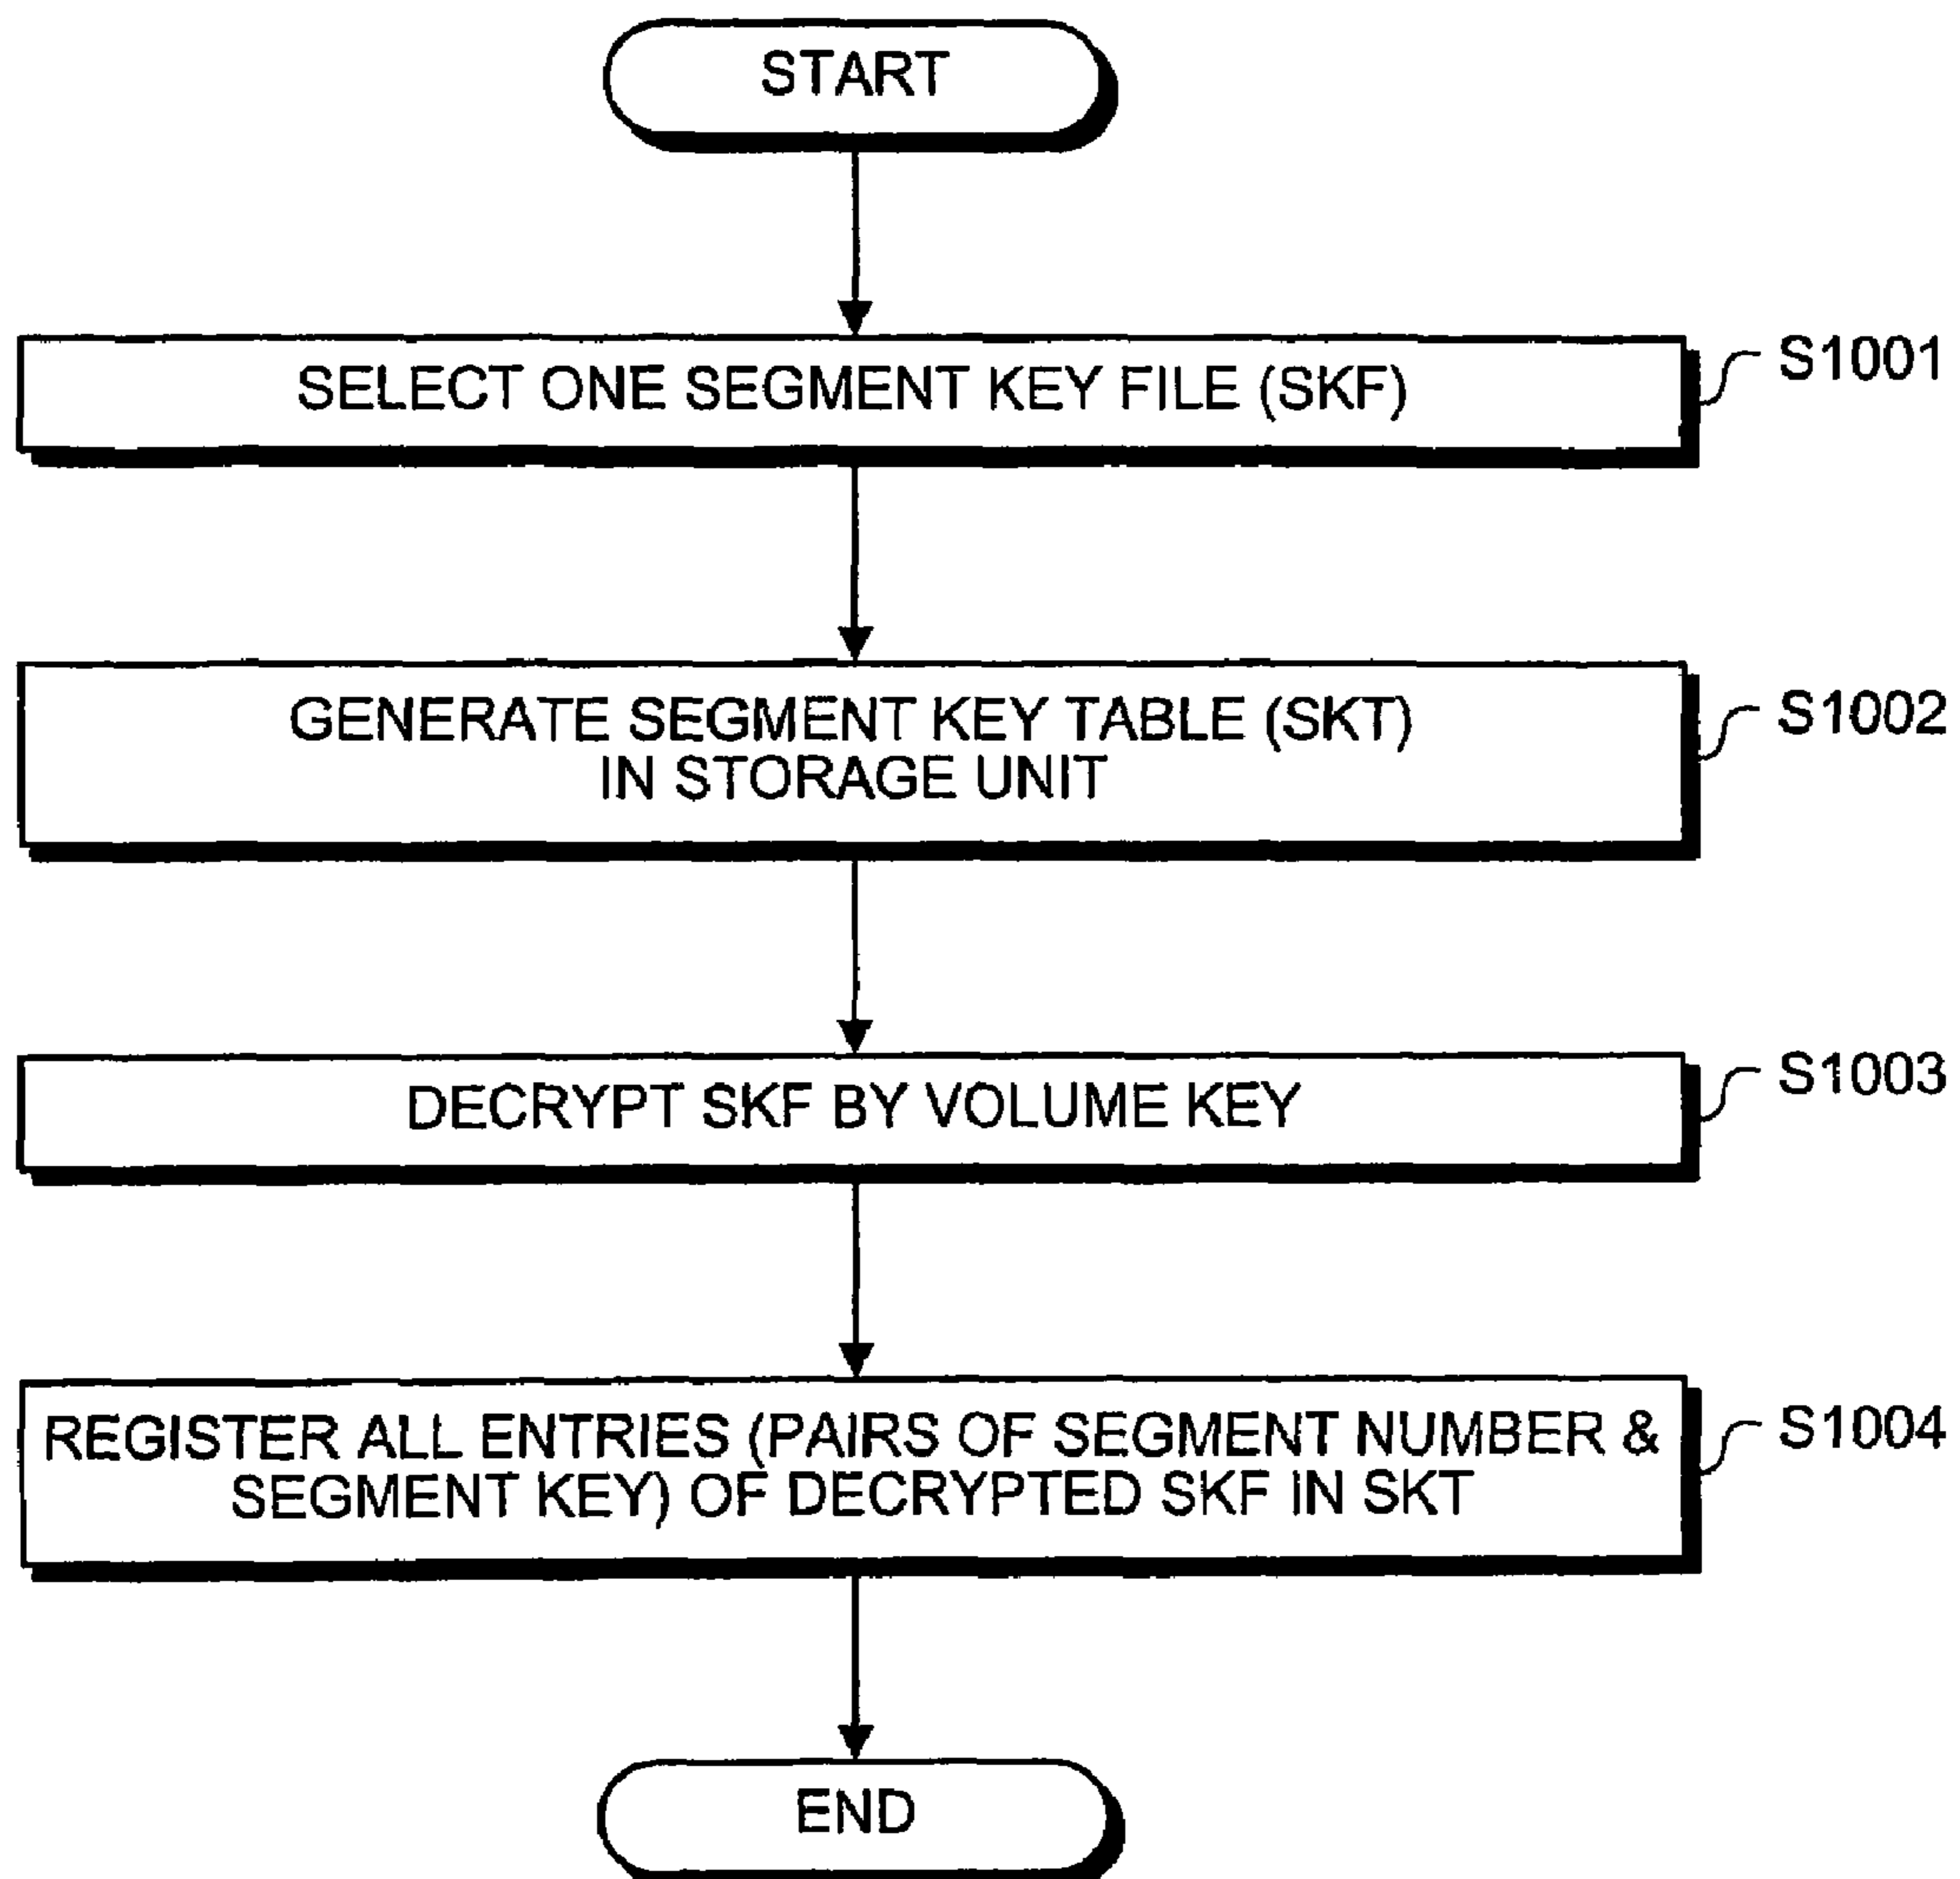 START
SELECT ONE SEGMENT KEY FILE (SKF)
S1001
GENERATE SEGMENT KEY TABLE (SKT)
IN STORAGE UNIT
S1002
DECRYPT SKF BY VOLUME KEY
S1003
REGISTER ALL ENTRIES (PAIRS OF SEGMENT NUMBER &
SEGMENT KEY) OF DECRYPTED SKF IN SKT
S1004
END